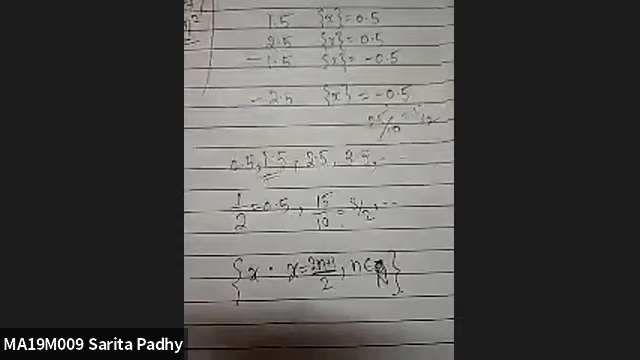 1.5 {x} = 0.5
2.5 {x} = 0.5
-1.5 {x} = -0.5
-2.5 {x} = -0.5
0.5, 1.5, 2.5, 3.5, ..
1/2 = 0.5, 15/10 = 3/2, ...
{x : x = 2n+1/2, n ∈ N}
MA19M009 Sarita Padhy